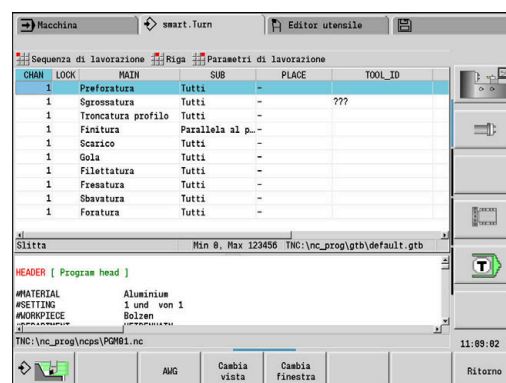 Macchina smart.Turn Editor utensile
Sequenza di lavorazione Riga Parametri di lavorazione
CHAN LOCK MAIN SUB PLACE TOOL_ID
1 Preforatura Tutti -
1 Sgrossatura Tutti - ???
1 Troncatura profilo Tutti -
1 Finitura Parallela al p… -
1 Scarico Tutti -
1 Gola Tutti -
1 Filettatura Tutti -
1 Fresatura Tutti -
1 Sbavatura Tutti -
1 Foratura Tutti -
Slitta Min 0, Max 123456 TNC:\nc_prog\gtb\default.gtb
HEADER [ Program head ]
#MATERIAL Aluminium
#SETTING 1 und von 1
#WORKPIECE Bolzen
TNC:\nc_prog\ncps\PGM01.nc
T
11:09:02
AWG Cambia vista Cambia finestra Ritorno